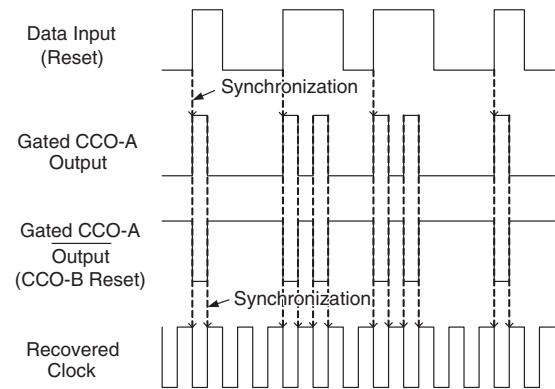 Data Input
(Reset)
Synchronization
Gated CCO-A
Output
Gated CCO-A
Output
(CCO-B Reset)
Synchronization
Recovered
Clock